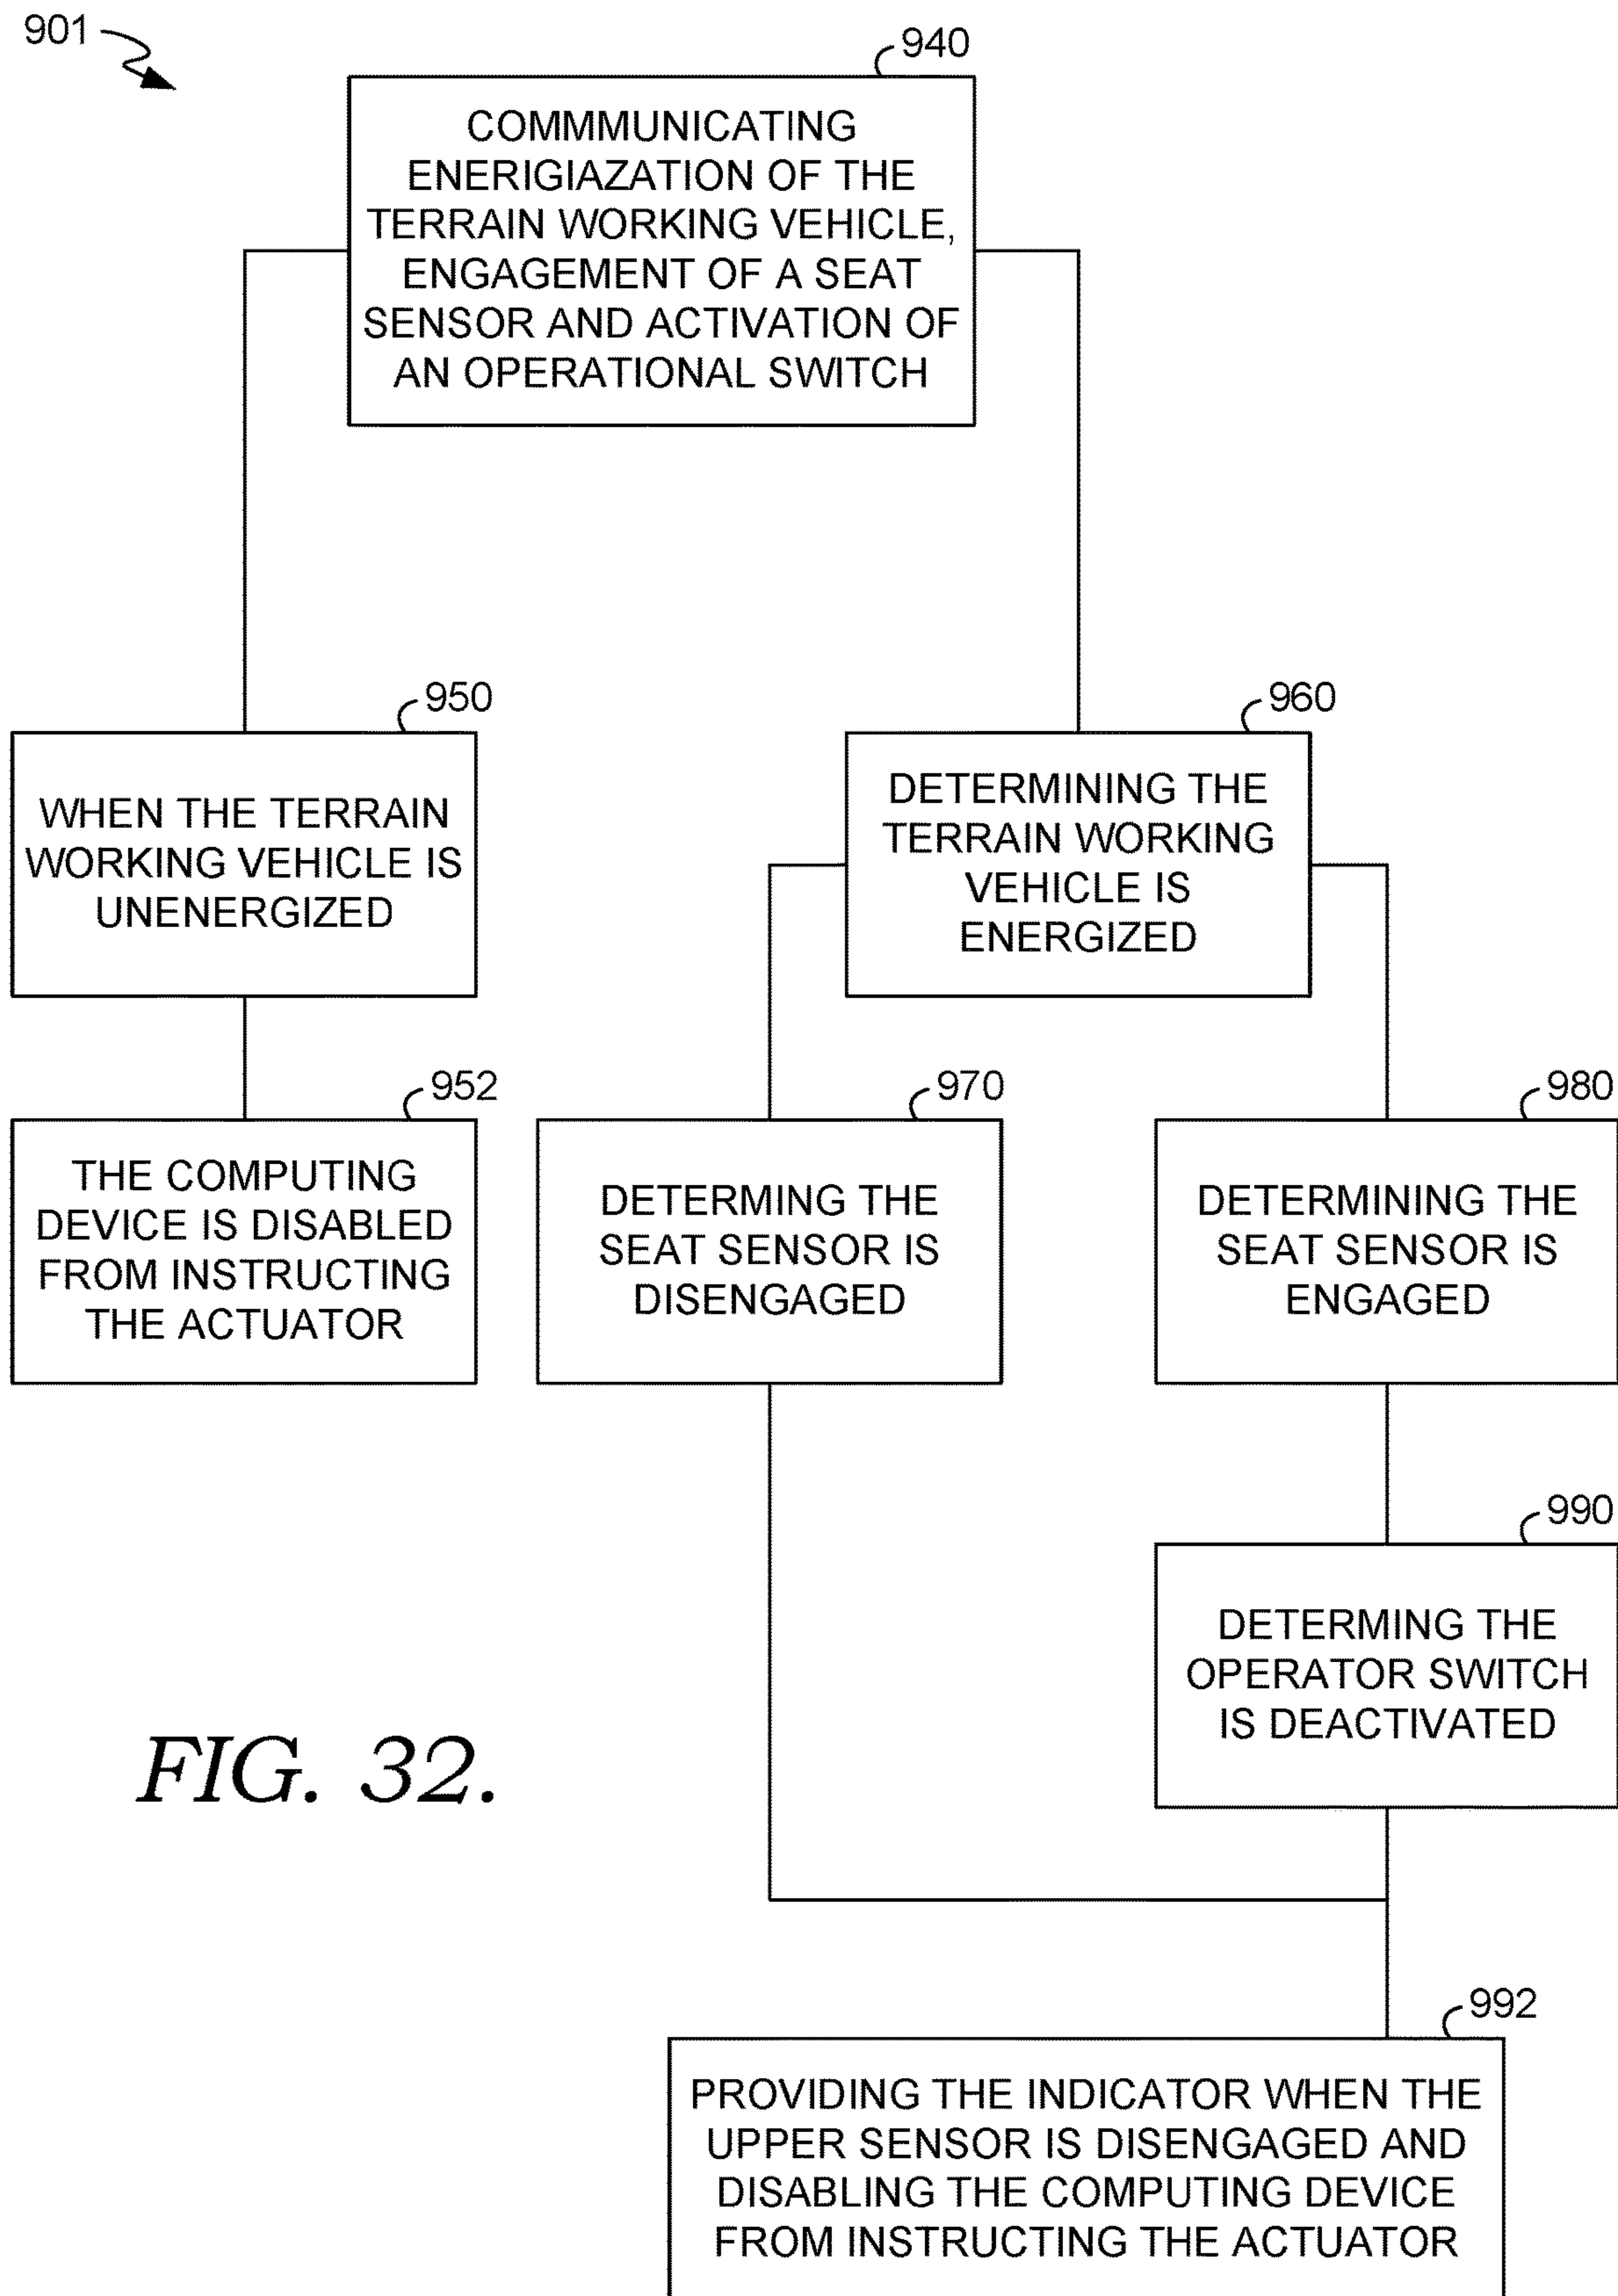 901
940
COMMMUNICATING
ENERIGIAZATION OF THE
TERRAIN WORKING VEHICLE,
ENGAGEMENT OF A SEAT
SENSOR AND ACTIVATION OF
AN OPERATIONAL SWITCH
950
WHEN THE TERRAIN
WORKING VEHICLE IS
UNENERGIZED
960
DETERMINING THE
TERRAIN WORKING
VEHICLE IS
ENERGIZED
952
THE COMPUTING
DEVICE IS DISABLED
FROM INSTRUCTING
THE ACTUATOR
970
DETERMING THE
SEAT SENSOR IS
DISENGAGED
980
DETERMINING THE
SEAT SENSOR IS
ENGAGED
990
DETERMING THE
OPERATOR SWITCH
IS DEACTIVATED
FIG. 32.
992
PROVIDING THE INDICATOR WHEN THE
UPPER SENSOR IS DISENGAGED AND
DISABLING THE COMPUTING DEVICE
FROM INSTRUCTING THE ACTUATOR